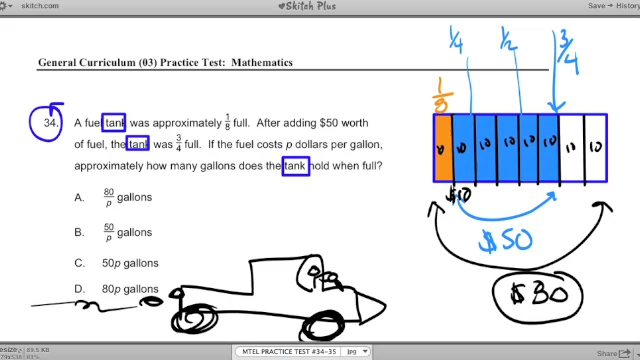 skitch.com
Skitch Plus
Save → History
General Curriculum (03) Practice Test: Mathematics
34. A fuel tank was approximately 1/8 full. After adding $50 worth
of fuel, the tank was 3/4 full. If the fuel costs p dollars per gallon,
approximately how many gallons does the tank hold when full?
A. 80/p gallons
B. 50/p gallons
C. 50p gallons
D. 80p gallons
1/4 1/2 3/4
1/8
10 10 10 10 10 10 10
$10
$50
$80
MTEL PRACTICE TEST #34-35 jpg
Share